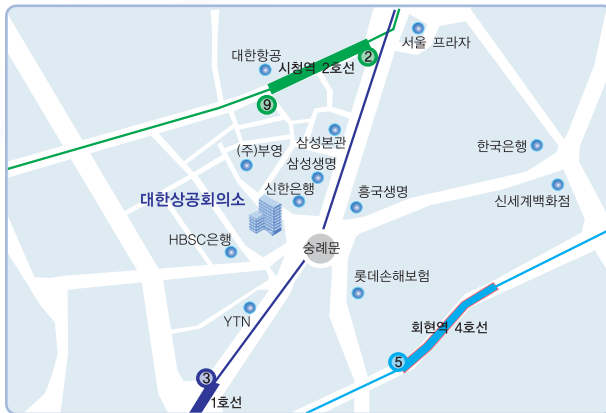 서울 프라자
대한항공
시청역 2호선
2
9
삼성본관
한국은행
(주)부영
삼성생명
신한은행
흥국생명
신세계백화점
대한상공회의소
HBSC은행
숭례문
롯데손해보험
YTN
회현역 4호선
5
3
1호선